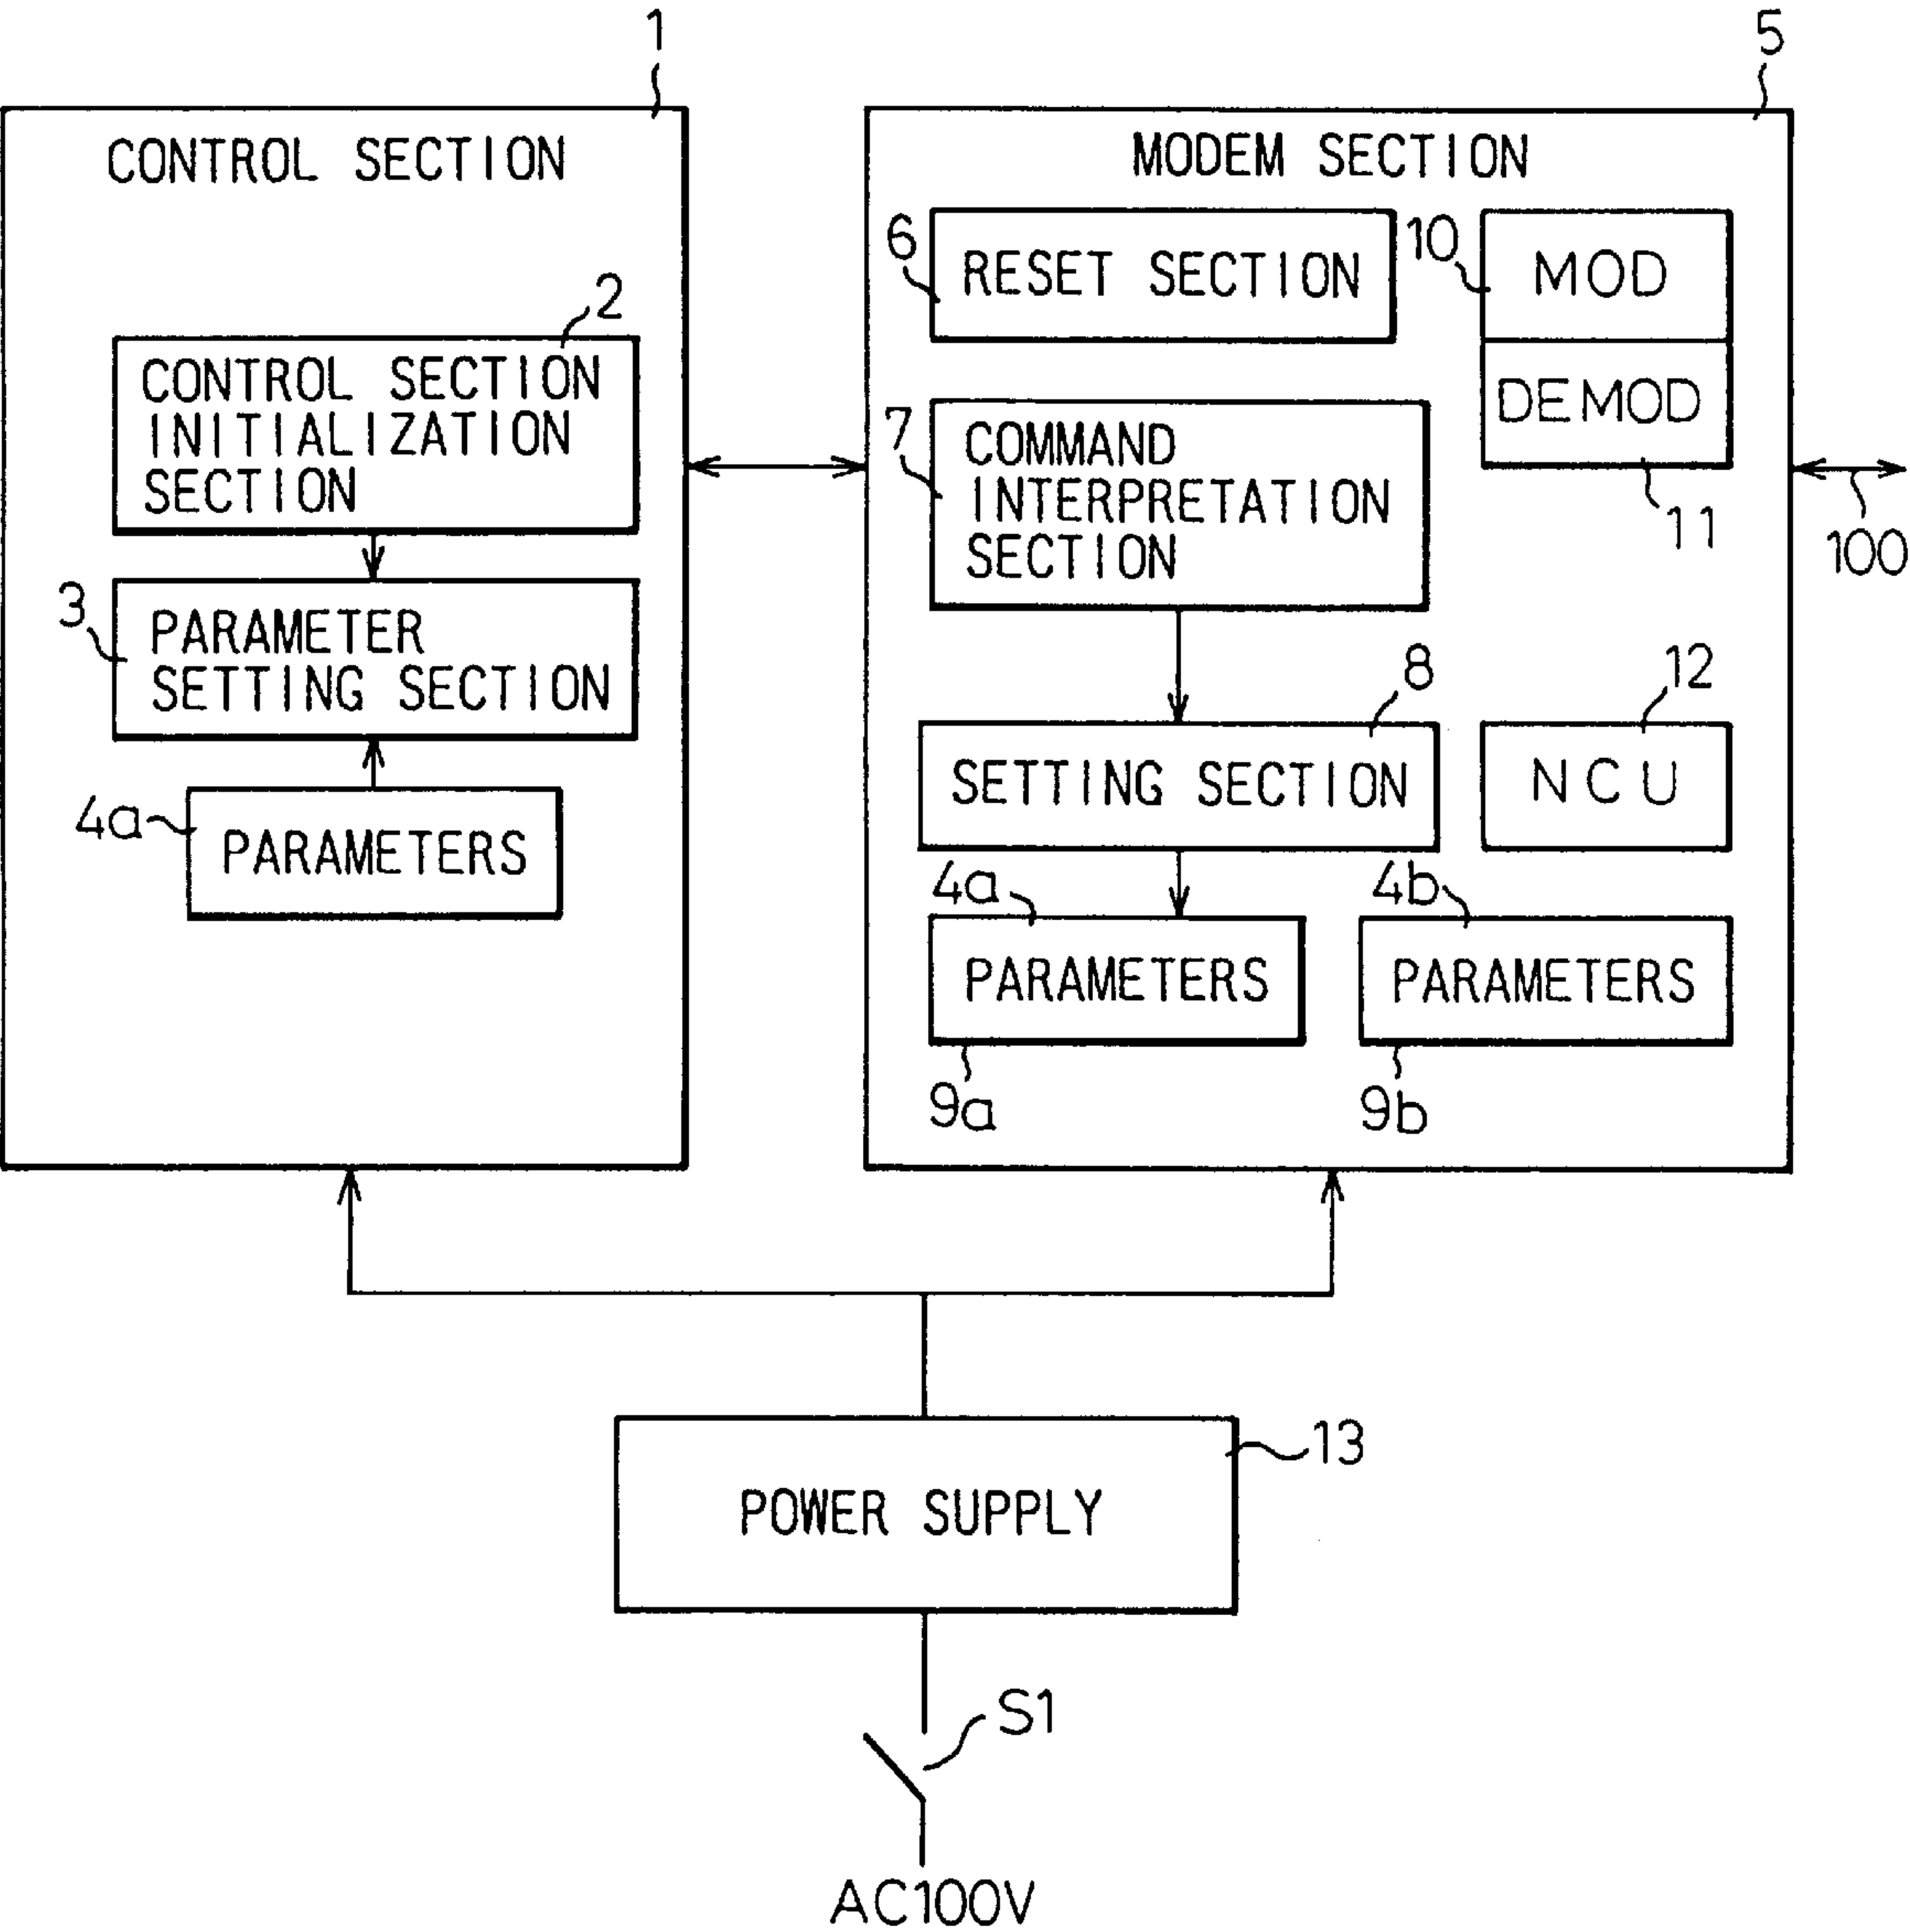 1
CONTROL SECTION
2
CONTROL SECTION
INITIALIZATION
SECTION
3
PARAMETER
SETTING SECTION
4a
PARAMETERS
5
MODEM SECTION
6
RESET SECTION
10
MOD
DEMOD
11
100
7
COMMAND
INTERPRETATION
SECTION
8
SETTING SECTION
12
NCU
4a
PARAMETERS
9a
4b
PARAMETERS
9b
13
POWER SUPPLY
S1
AC100V